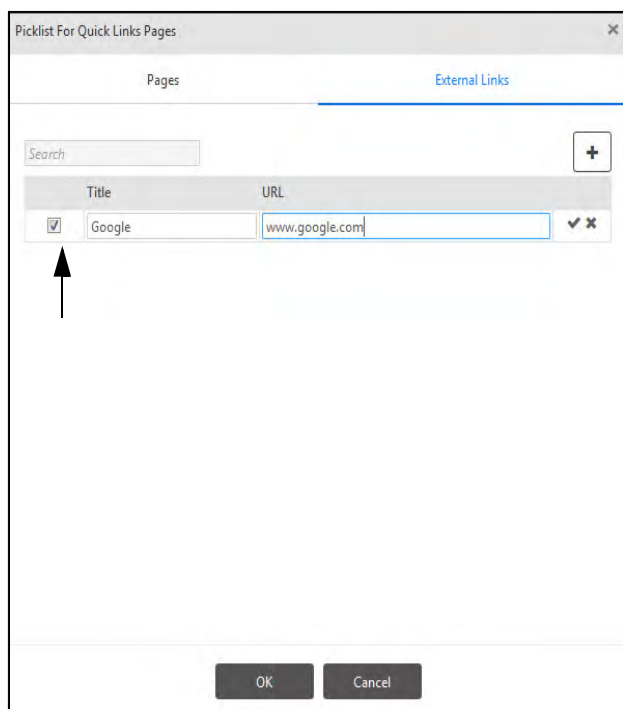 Picklist For Quick Links Pages
Pages External Links
Search
Title URL
Google www.google.com
OK Cancel